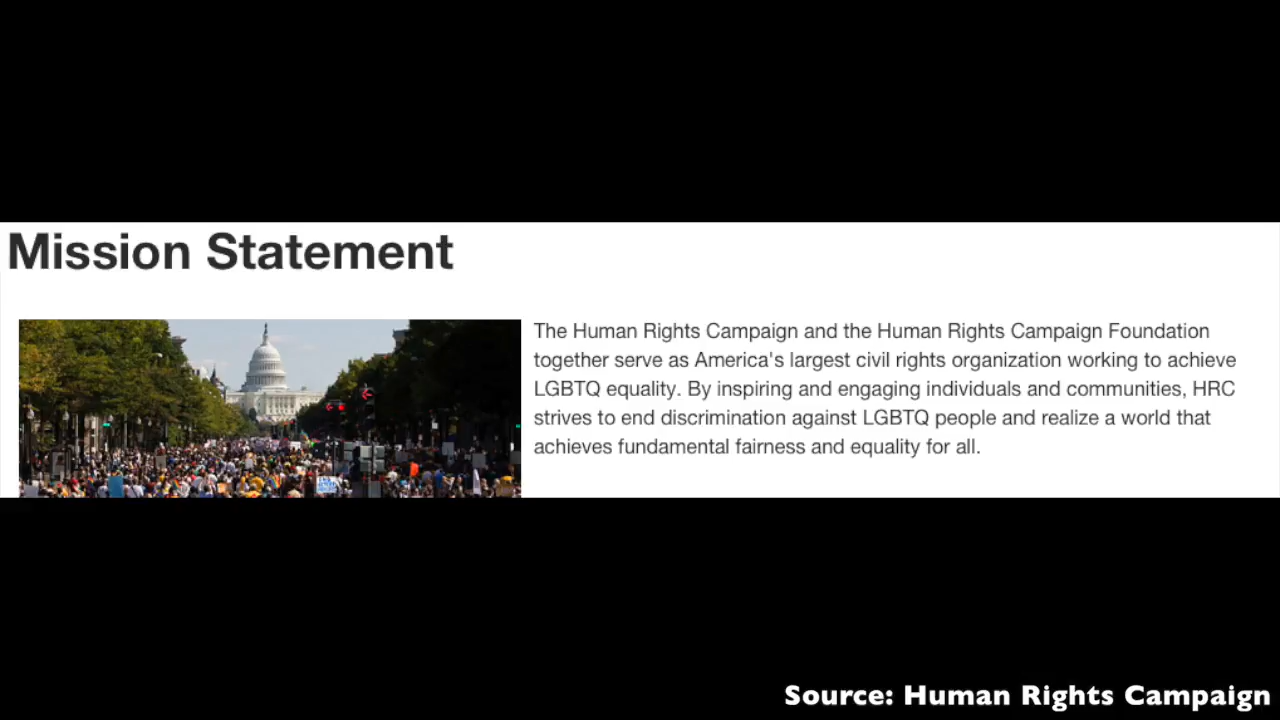 Mission Statement
The Human Rights Campaign and the Human Rights Campaign Foundation
together serve as America's largest civil rights organization working to achieve
LGBTQ equality. By inspiring and engaging individuals and communities, HRC
strives to end discrimination against LGBTQ people and realize a world that
achieves fundamental fairness and equality for all.
Source: Human Rights Campaign